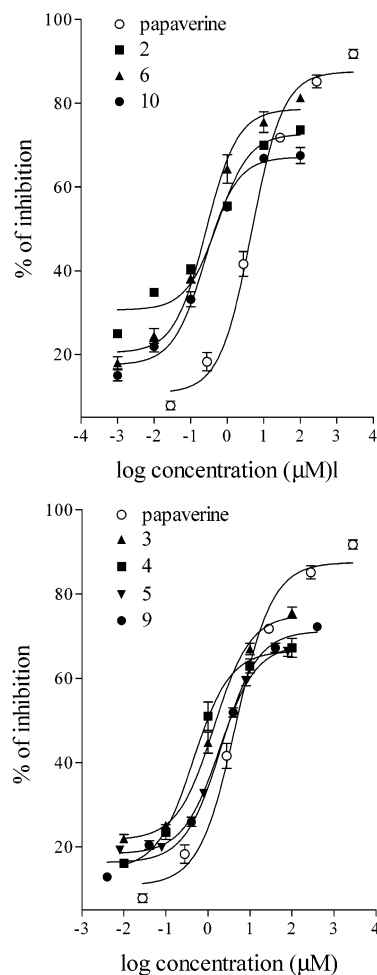 papaverine
2
6
10
100
80
60
40
20
% of inhibition
-4 -3 -2 -1 0 1 2 3 4
log concentration (μM)l
papaverine
3
4
5
9
100
80
60
40
20
% of inhibition
-3 -2 -1 0 1 2 3 4
log concentration (μM)